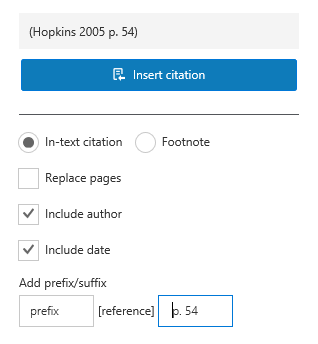 (Hopkins 2005 p. 54)
Insert citation
In-text citation Footnote
Replace pages
Include author
Include date
Add prefix/suffix
prefix [reference] p. 54